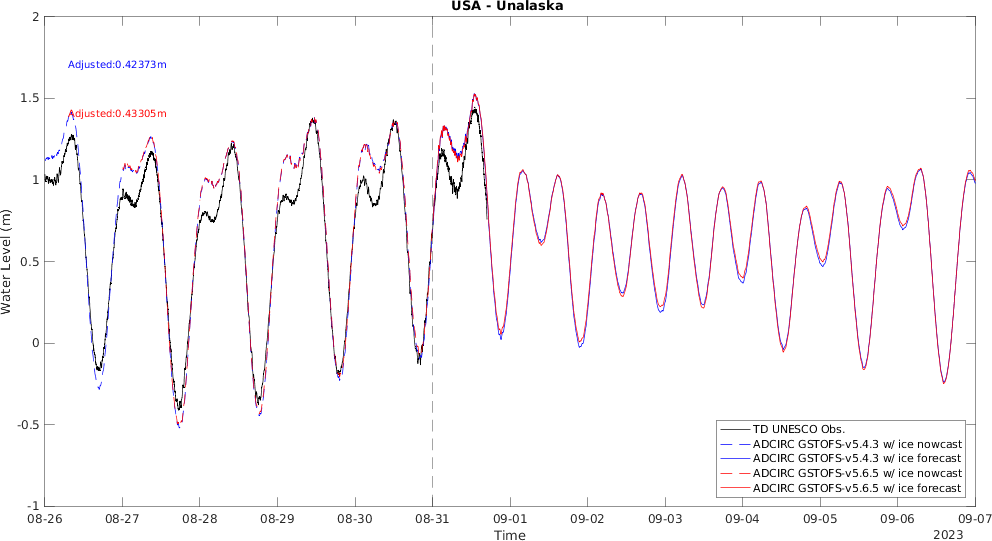 USA - Unalaska
2
Adjusted:0.42373m
1.5
Adjusted:0.43305m
1
0.5
Water Level (m)
0
-0.5
-1
TD UNESCO Obs.
ADCIRC GSTOFS-v5.4.3 w/ ice nowcast
ADCIRC GSTOFS-v5.4.3 w/ ice forecast
ADCIRC GSTOFS-v5.6.5 w/ ice nowcast
ADCIRC GSTOFS-v5.6.5 w/ ice forecast
08-26 08-27 08-28 08-29 08-30 08-31 09-01 09-02 09-03 09-04 09-05 09-06 09-07
Time
2023